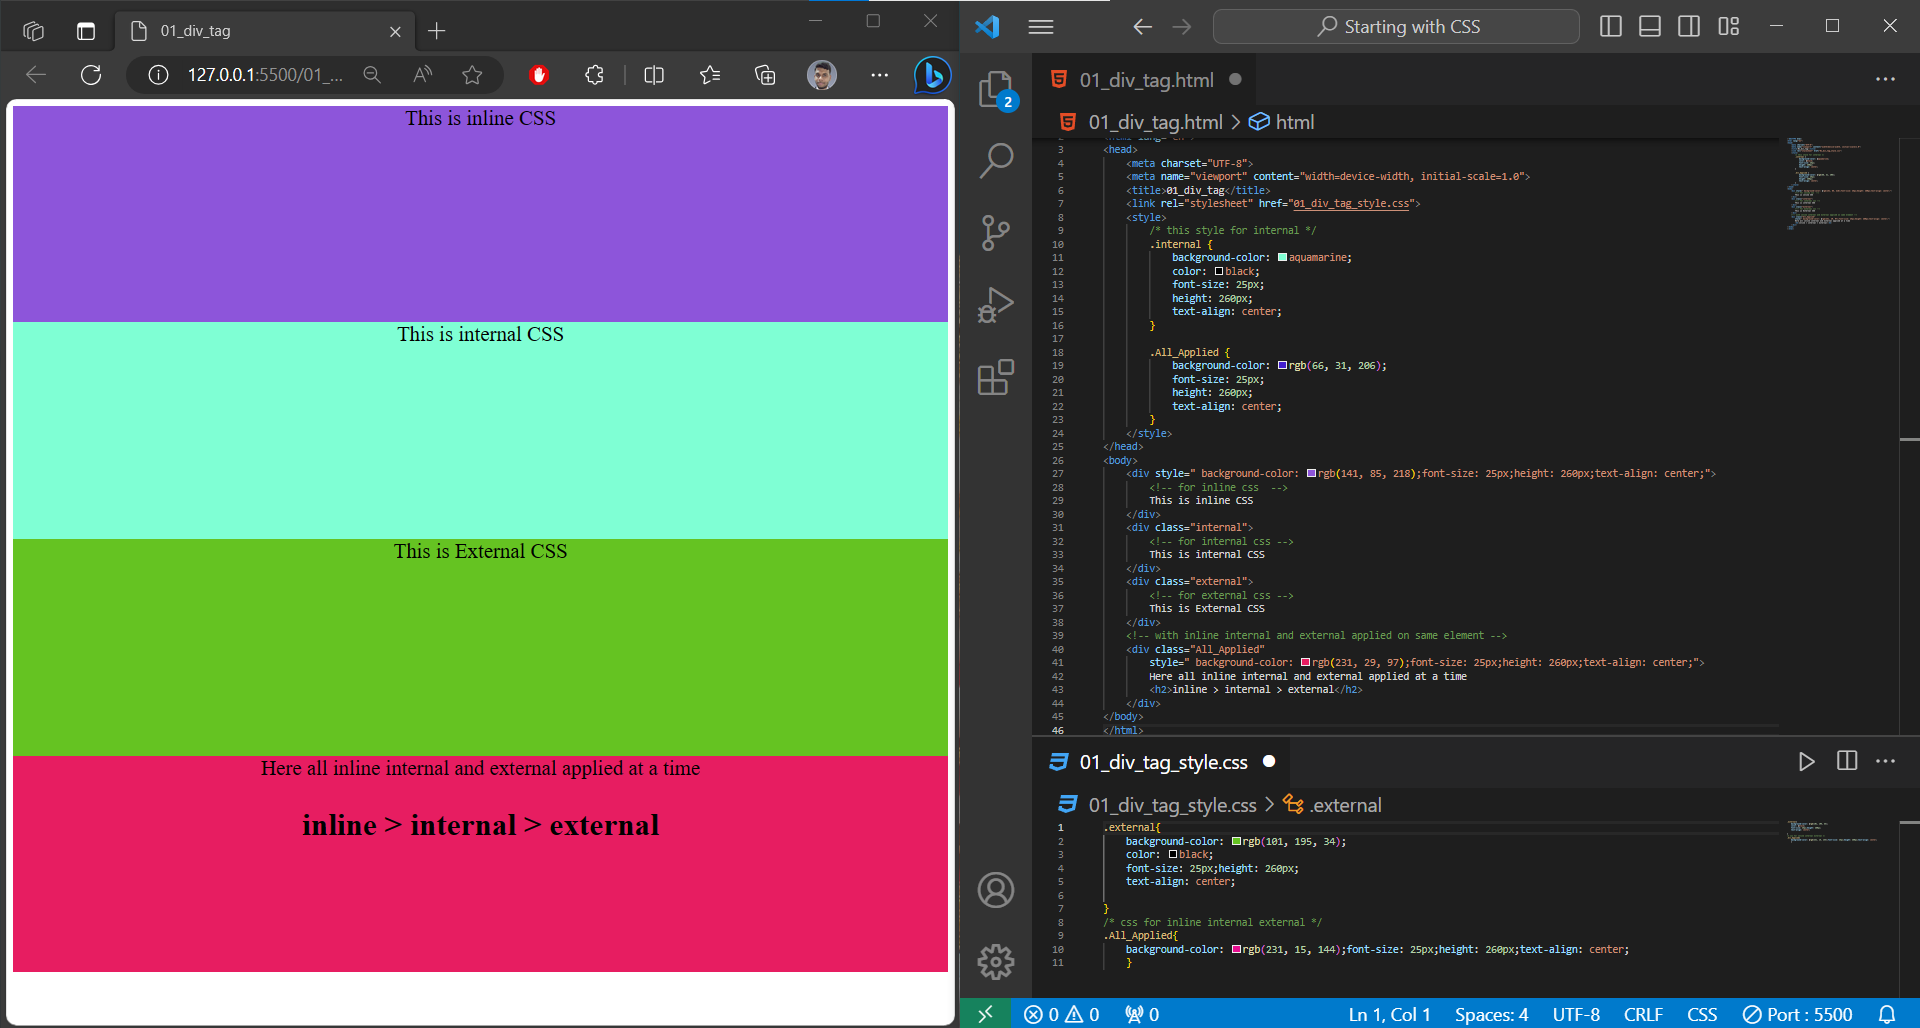 01_div_tag
127.0.0.1:5500/01_...
This is inline CSS
This is internal CSS
This is External CSS
Here all inline internal and external applied at a time
inline > internal > external
Starting with CSS
2
01_div_tag.html
01_div_tag.html > html
3 <head>
4 <meta charset="UTF-8">
5 <meta name="viewport" content="width=device-width, initial-scale=1.0">
6 <title>01_div_tag</title>
7 <link rel="stylesheet" href="01_div_tag_style.css">
8 <style>
9 /* this style for internal */
10 .internal {
11 background-color: aquamarine;
12 color: black;
13 font-size: 25px;
14 height: 260px;
15 text-align: center;
16 }
17
18 .All_Applied {
19 background-color: rgb(66, 31, 206);
20 font-size: 25px;
21 height: 260px;
22 text-align: center;
23 }
24 </style>
25 </head>
26 <body>
27 <div style=" background-color: rgb(141, 85, 218);font-size: 25px;height: 260px;text-align: center;">
28 <!-- for inline css  -->
29 This is inline CSS
30 </div>
31 <div class="internal">
32 <!-- for internal css -->
33 This is internal CSS
34 </div>
35 <div class="external">
36 <!-- for external css -->
37 This is External CSS
38 </div>
39 <!-- with inline internal and external applied on same element -->
40 <div class="All_Applied"
41 style=" background-color: rgb(231, 29, 97);font-size: 25px;height: 260px;text-align: center;">
42 Here all inline internal and external applied at a time
43 <h2>inline > internal > external</h2>
44 </div>
45 </body>
46 </html>
01_div_tag_style.css
01_div_tag_style.css > .external
1 .external{
2 background-color: rgb(101, 195, 34);
3 color: black;
4 font-size: 25px;height: 260px;
5 text-align: center;
6
7 }
8 /* css for inline internal external */
9 .All_Applied{
10 background-color: rgb(231, 15, 144);font-size: 25px;height: 260px;text-align: center;
11 }
0 0 0 Ln 1, Col 1 Spaces: 4 UTF-8 CRLF CSS Port : 5500